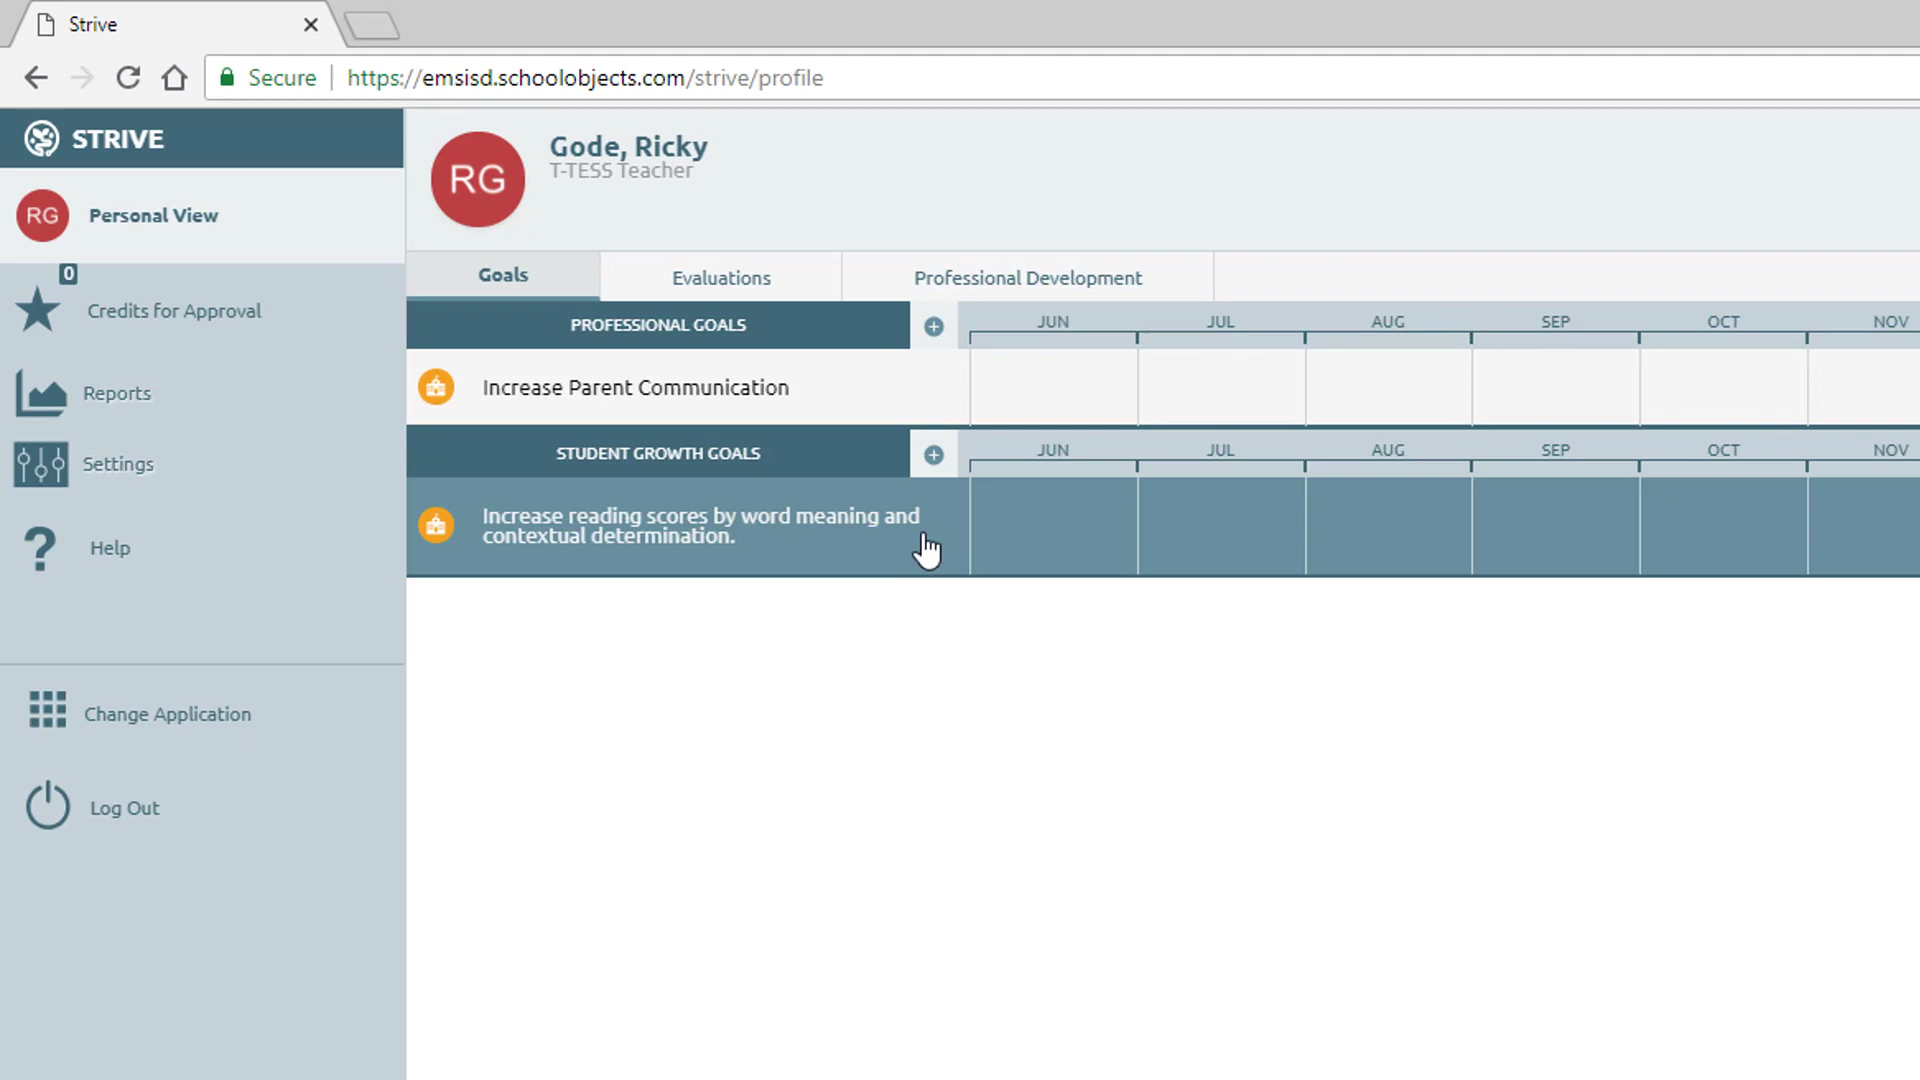 Strive
Secure
https://emsisd.schoolobjects.com/strive/profile
STRIVE
RG
Personal View
0
Credits for Approval
Reports
Settings
Help
Change Application
Log Out
RG
Gode, Ricky
T-TESS Teacher
Goals
Evaluations
Professional Development
PROFESSIONAL GOALS
JUN JUL AUG SEP OCT NOV
Increase Parent Communication
STUDENT GROWTH GOALS
JUN JUL AUG SEP OCT NOV
Increase reading scores by word meaning and
contextual determination.